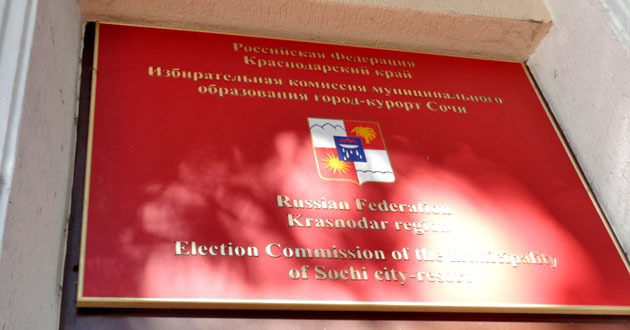 Российская Федерация
Краснодарский край
Избирательная комиссия муниципального
образования город-курорт Сочи
Russian Federation
Krasnodar region
Election Commission of the municipality
of Sochi city-resort